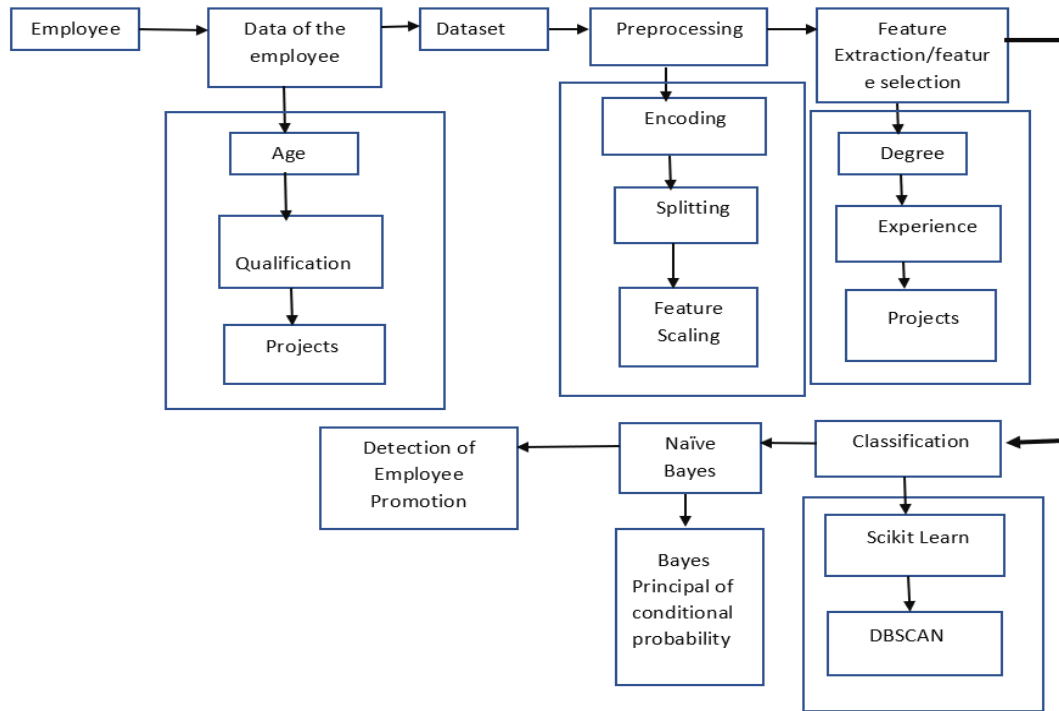 Employee
Data of the
employee
Dataset
Preprocessing
Feature
Extraction/featur
e selection
Age
Qualification
Projects
Encoding
Splitting
Feature
Scaling
Degree
Experience
Projects
Classification
Scikit Learn
DBSCAN
Naïve
Bayes
Bayes
Principal of
conditional
probability
Detection of
Employee
Promotion